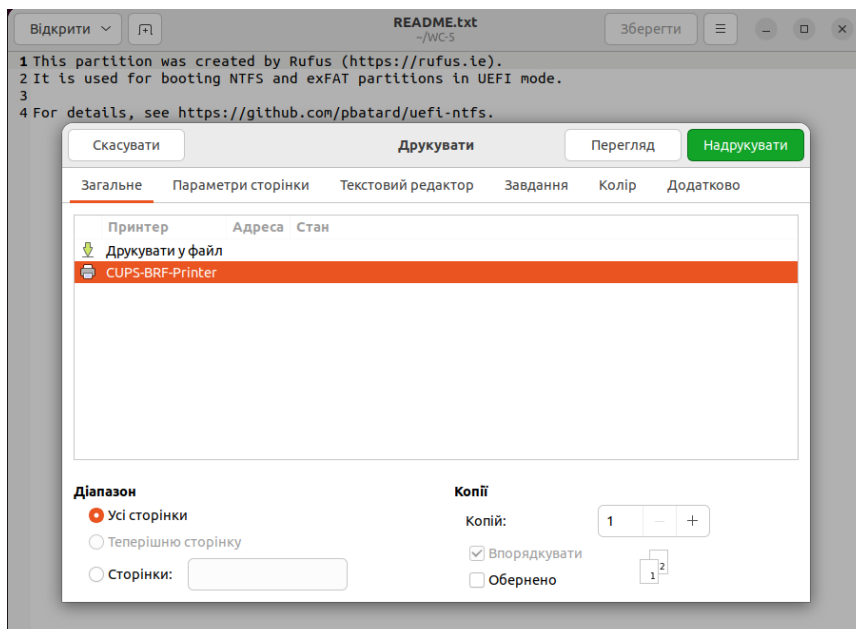 Відкрити
README.txt
~/WC-5
Зберегти
1 This partition was created by Rufus (https://rufus.ie).
2 It is used for booting NTFS and exFAT partitions in UEFI mode.
3
4 For details, see https://github.com/pbatard/uefi-ntfs.
Скасувати Друкувати Перегляд Надрукувати
Загальне Параметри сторінки Текстовий редактор Завдання Колір Додатково
Принтер Адреса Стан
Друкувати у файл
CUPS-BRF-Printer
Діапазон
Усі сторінки
Теперішню сторінку
Сторінки:
Копії
Копій: 1
Впорядкувати
Обернено
1 2